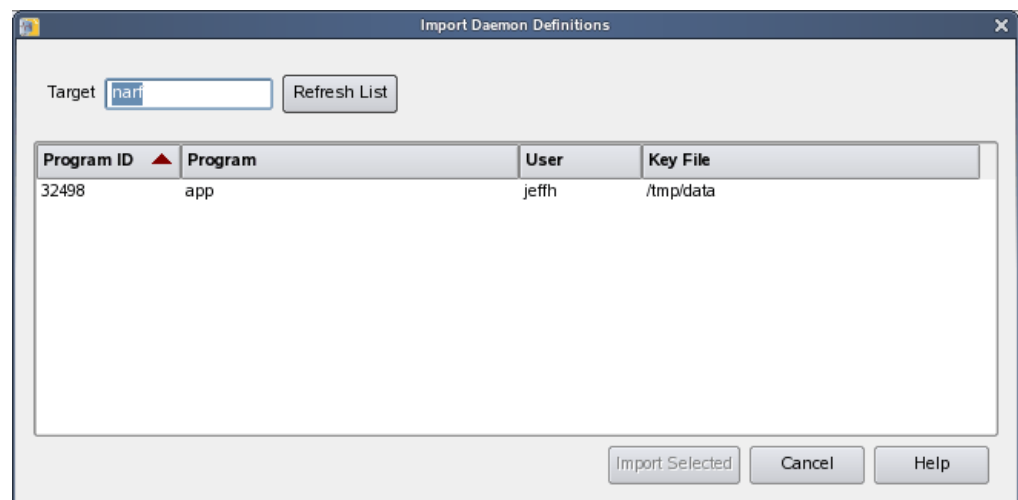 Import Daemon Definitions
Target narf Refresh List
Program ID Program User Key File
32498 app jeffh /tmp/data
Import Selected Cancel Help